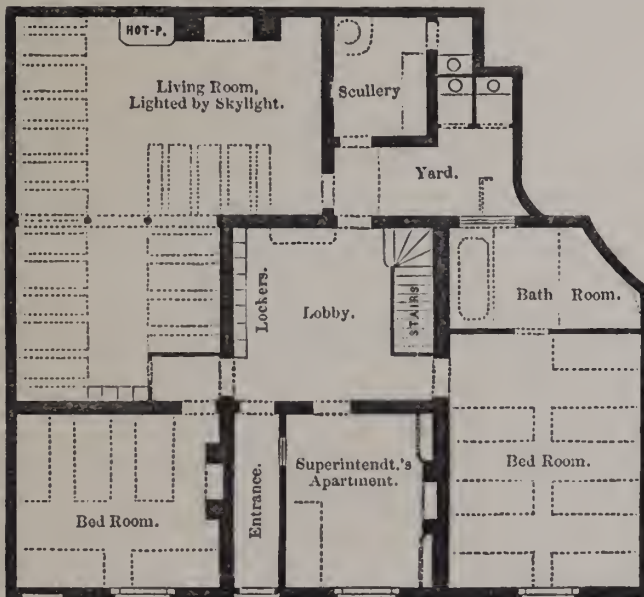 HOT-P.
Living Room,
Lighted by Skylight.
Scullery
Yard.
Lockers.
Lobby.
STAIRS
Bath Room.
Bed Room.
Entrance.
Superintendt.'s
Apartment.
Bed Room.